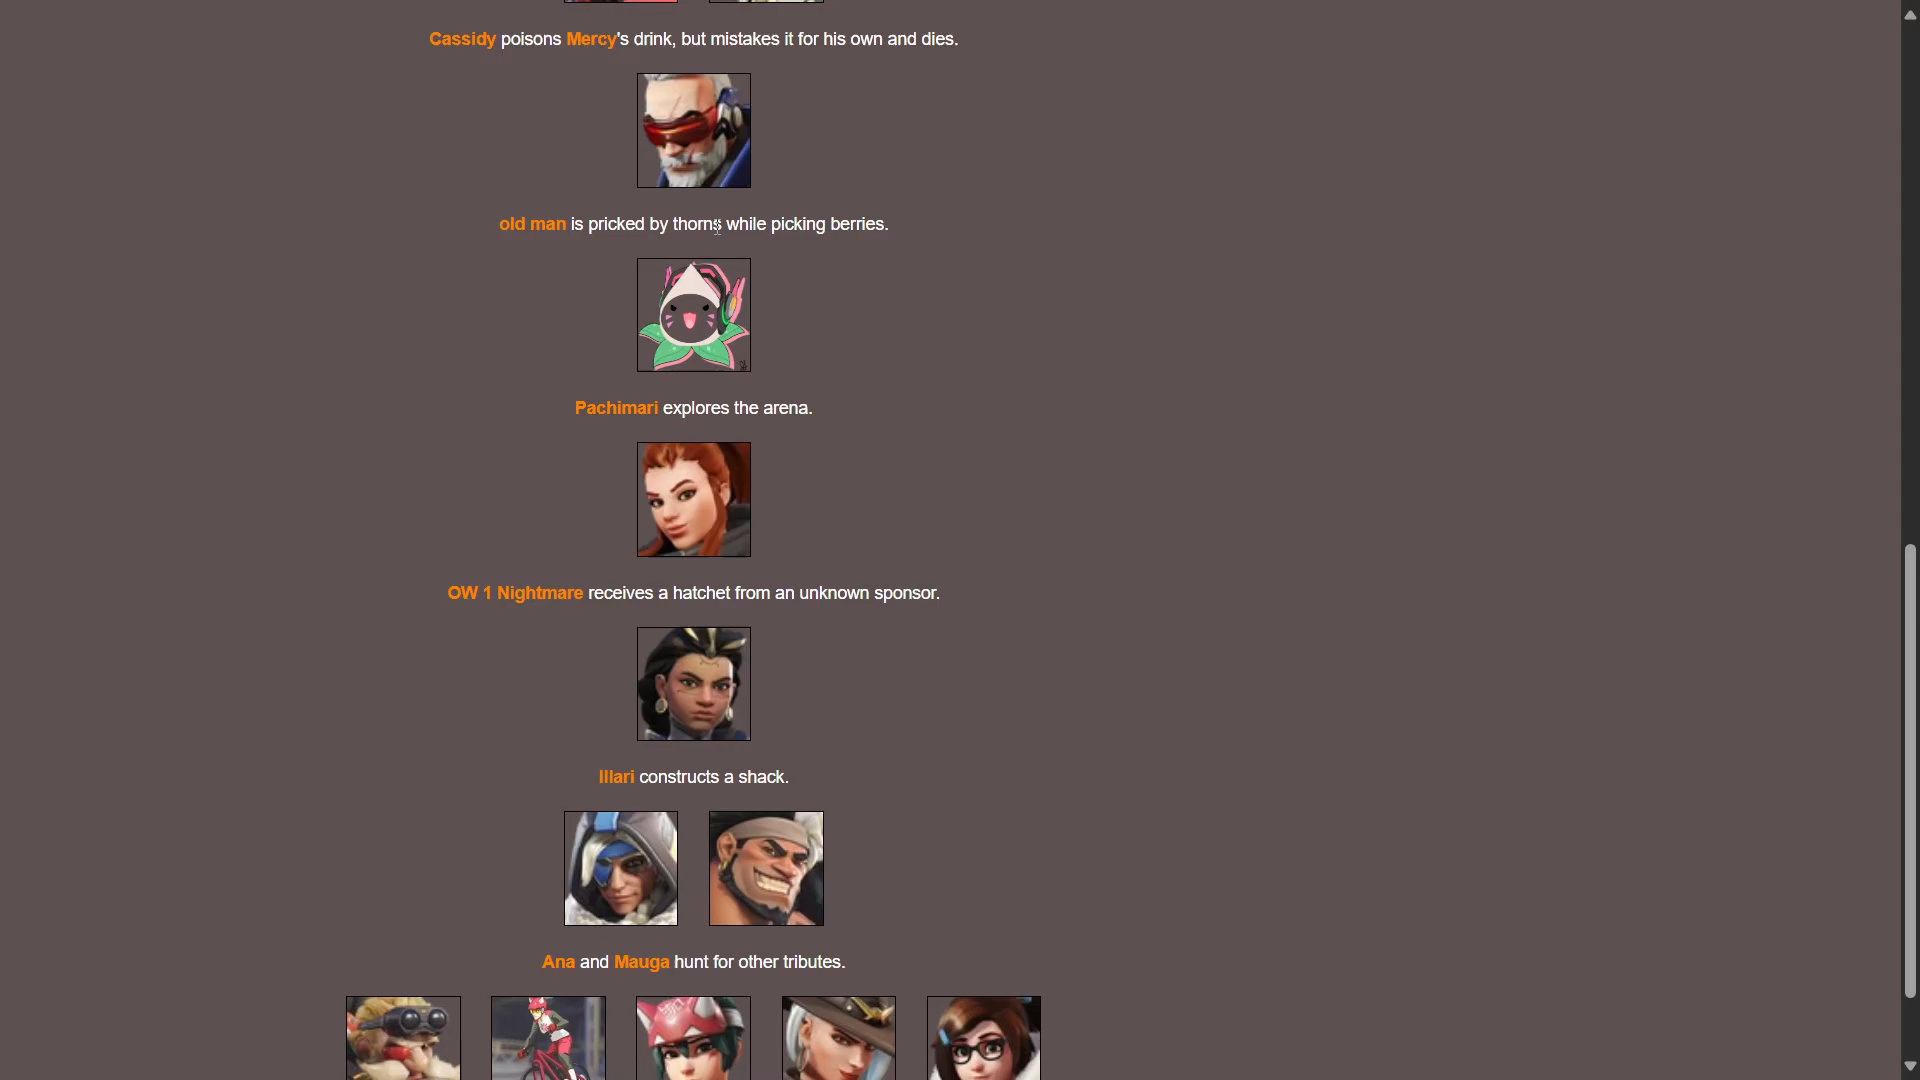 Cassidy poisons Mercy's drink, but mistakes it for his own and dies.
old man is pricked by thorns while picking berries.
Pachimari explores the arena.
OW 1 Nightmare receives a hatchet from an unknown sponsor.
Illari constructs a shack.
Ana and Mauga hunt for other tributes.